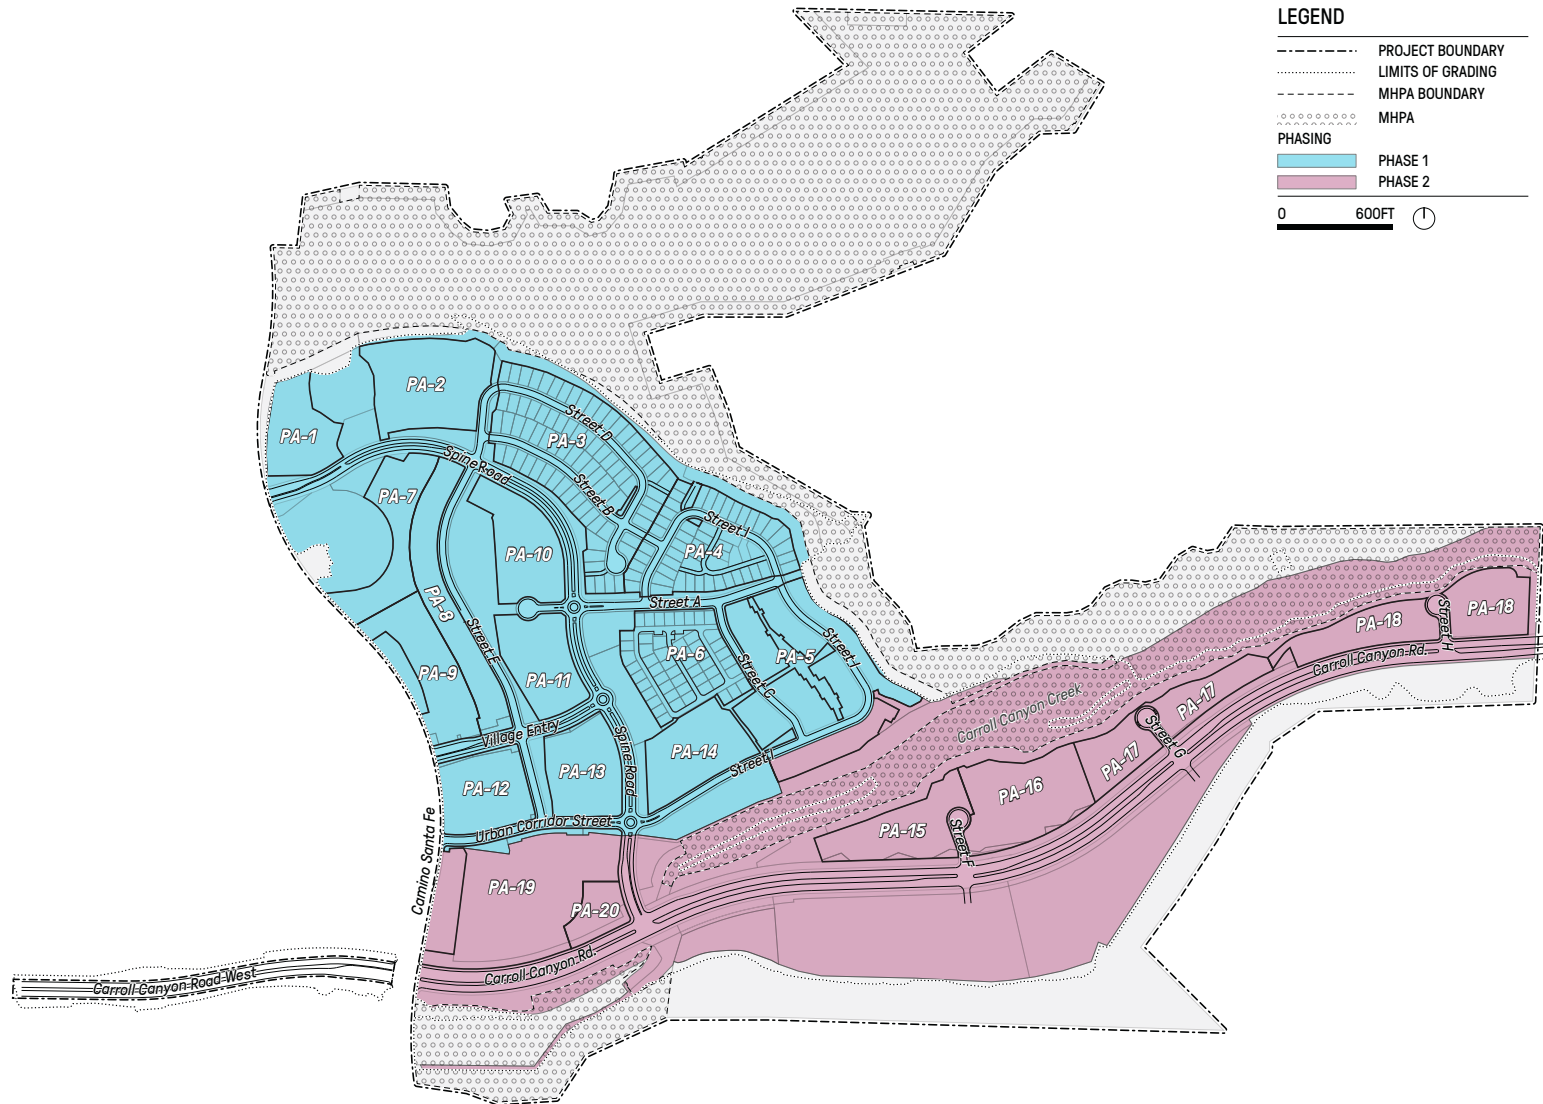 LEGEND
PROJECT BOUNDARY
LIMITS OF GRADING
MHPA BOUNDARY
MHPA
PHASING
PHASE 1
PHASE 2
0 600FT
PA-2
PA-1
Street D
PA-3
Spine Road
PA-7
Street B
Street I
PA-4
PA-10
PA-8
Street A
Street E
PA-6
PA-5
Street I
PA-9
PA-11
Street C
Village Entry
Spine Road
PA-14
Street I
PA-13
PA-12
Urban Corridor Street
Camino Santa Fe
PA-18
PA-18
Street H
Carroll Canyon Rd.
PA-17
Carroll Canyon Creek
Street G
PA-17
PA-16
PA-15
Street F
PA-19
PA-20
Carroll Canyon Rd.
Carroll Canyon Road West